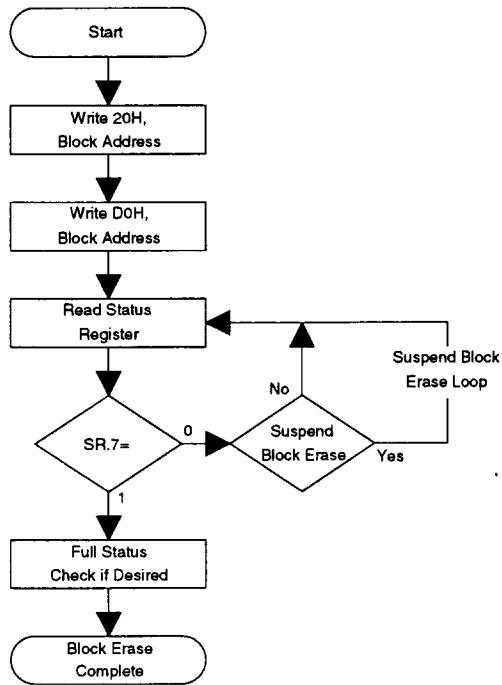 Start
Write 20H,
Block Address
Write D0H,
Block Address
Read Status
Register
Suspend Block
Erase Loop
No
SR.7=
0
Suspend
Block Erase
Yes
1
Full Status
Check if Desired
Block Erase
Complete